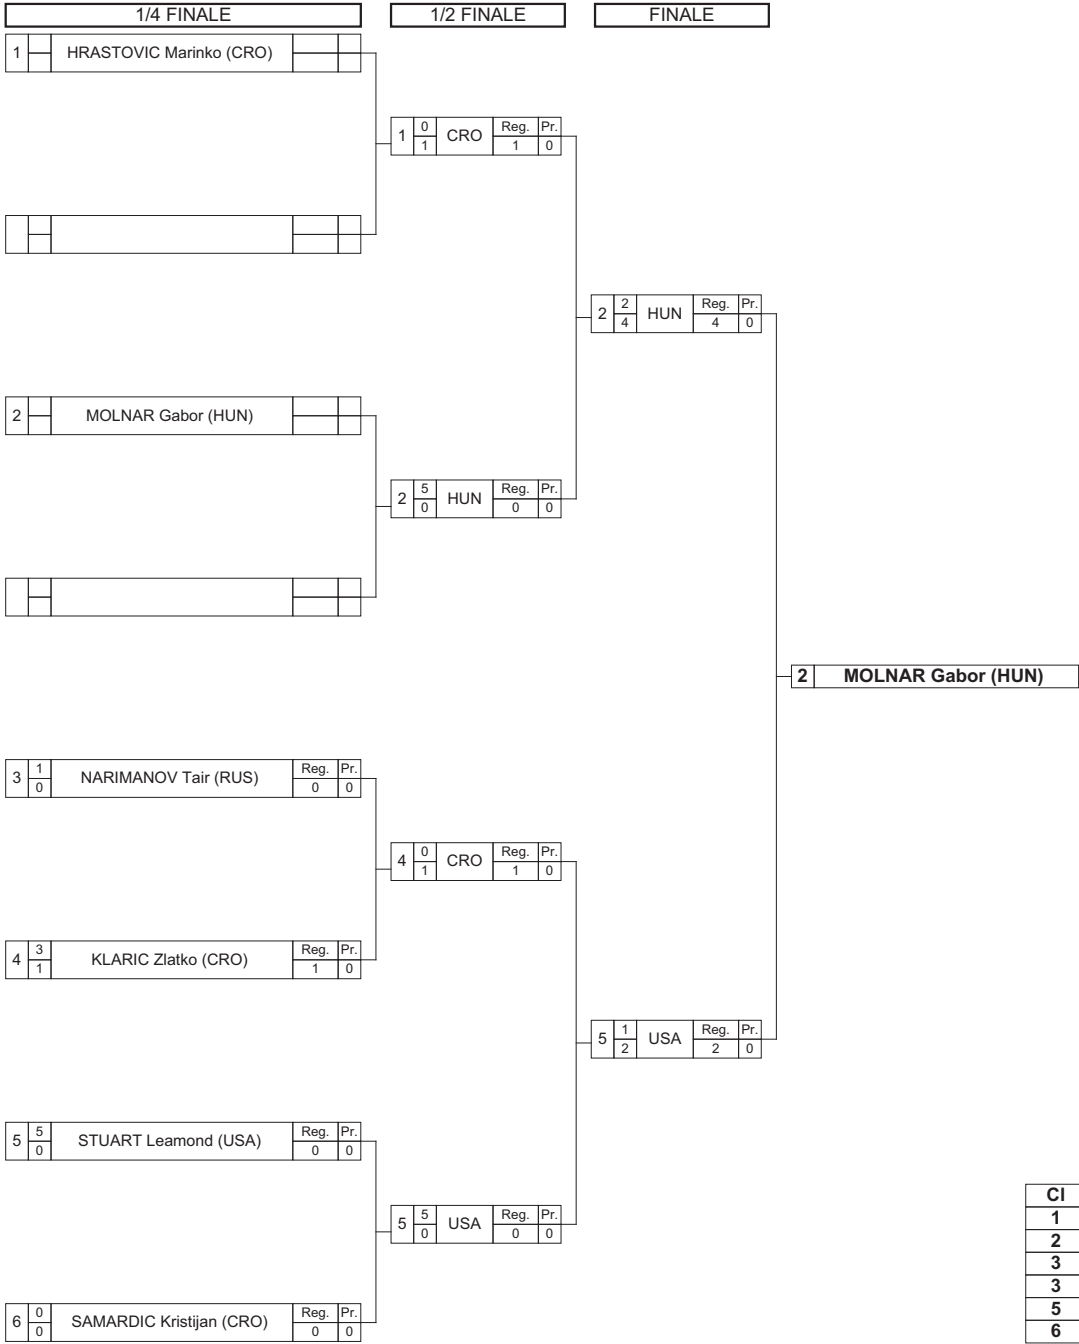 1/4 FINALE 1/2 FINALE FINALE
1 HRASTOVIC Marinko (CRO)
0 Reg. Pr.
1 CRO
1 1 0
2 Reg. Pr.
2 HUN
4 4 0
2 MOLNAR Gabor (HUN)
5 Reg. Pr.
2 HUN
0 0 0
2 MOLNAR Gabor (HUN)
1 Reg. Pr.
3 NARIMANOV Tair (RUS)
0 0 0
0 Reg. Pr.
4 CRO
1 1 0
3 Reg. Pr.
4 KLARIC Zlatko (CRO)
1 1 0
1 Reg. Pr.
5 USA
2 2 0
5 Reg. Pr.
5 STUART Leamond (USA)
0 0 0
5 Reg. Pr.
5 USA
0 0 0
0 Reg. Pr.
6 SAMARDIC Kristijan (CRO)
0 0 0
Cl
1
2
3
3
5
6